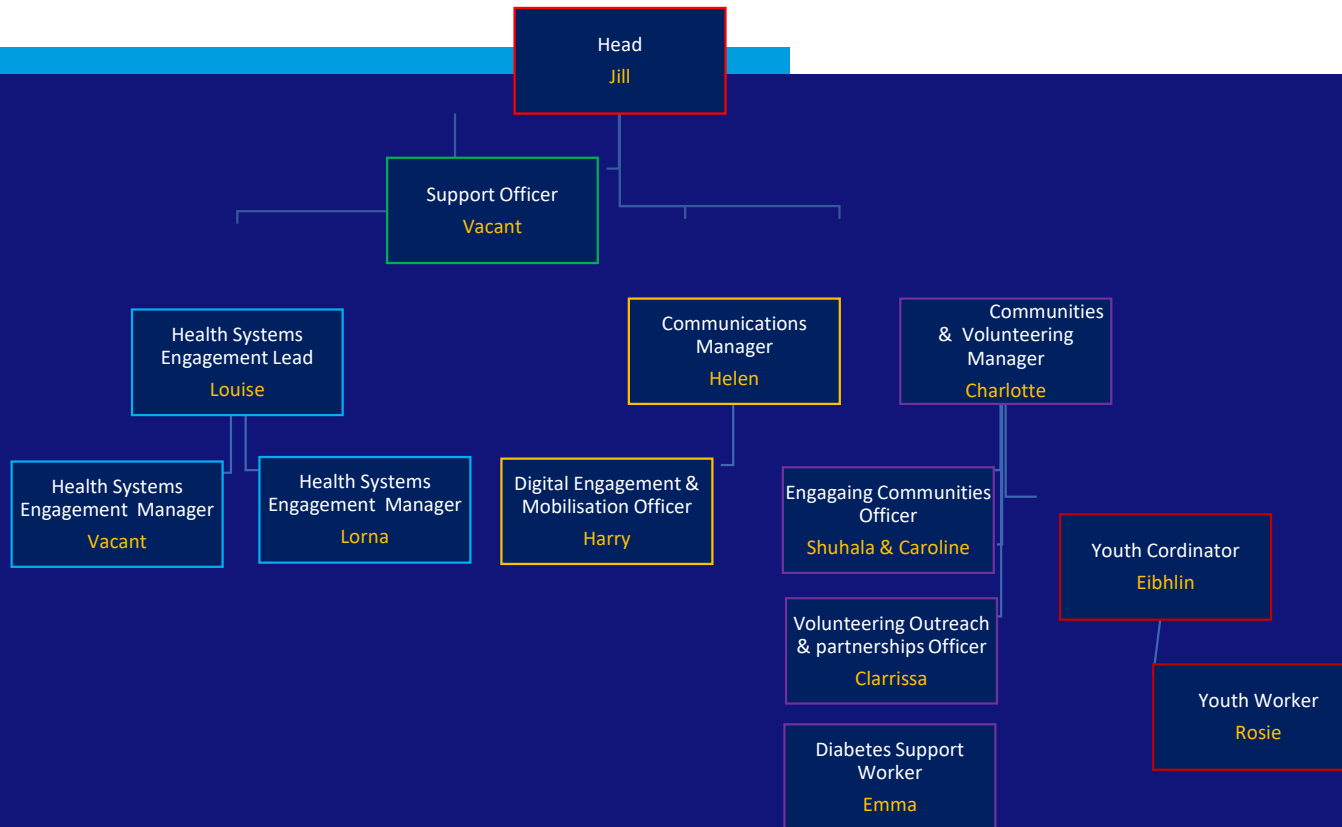 Head
Jill
Support Officer
Vacant
Health Systems
Engagement Lead
Louise
Communications
Manager
Helen
Communities
& Volunteering
Manager
Charlotte
Health Systems
Engagement Manager
Vacant
Health Systems
Engagement Manager
Lorna
Digital Engagement &
Mobilisation Officer
Harry
Engagaing Communities
Officer
Shuhala & Caroline
Youth Cordinator
Eibhlin
Volunteering Outreach
& partnerships Officer
Clarrissa
Youth Worker
Rosie
Diabetes Support
Worker
Emma